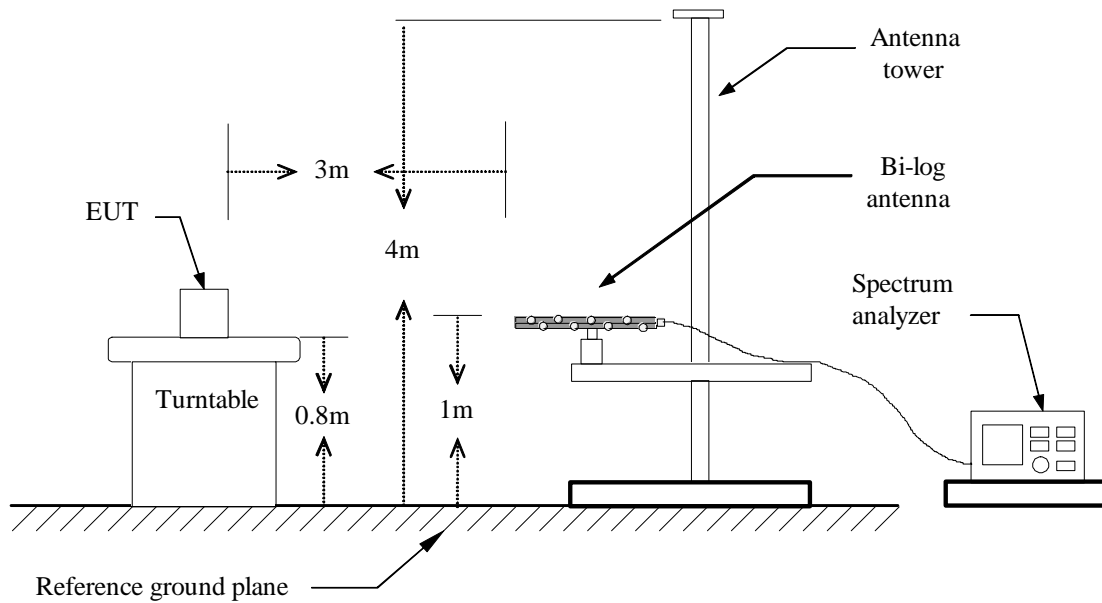 Antenna
tower
3m
Bi-log
antenna
EUT
4m
Spectrum
analyzer
Turntable
0.8m
1m
Reference ground plane